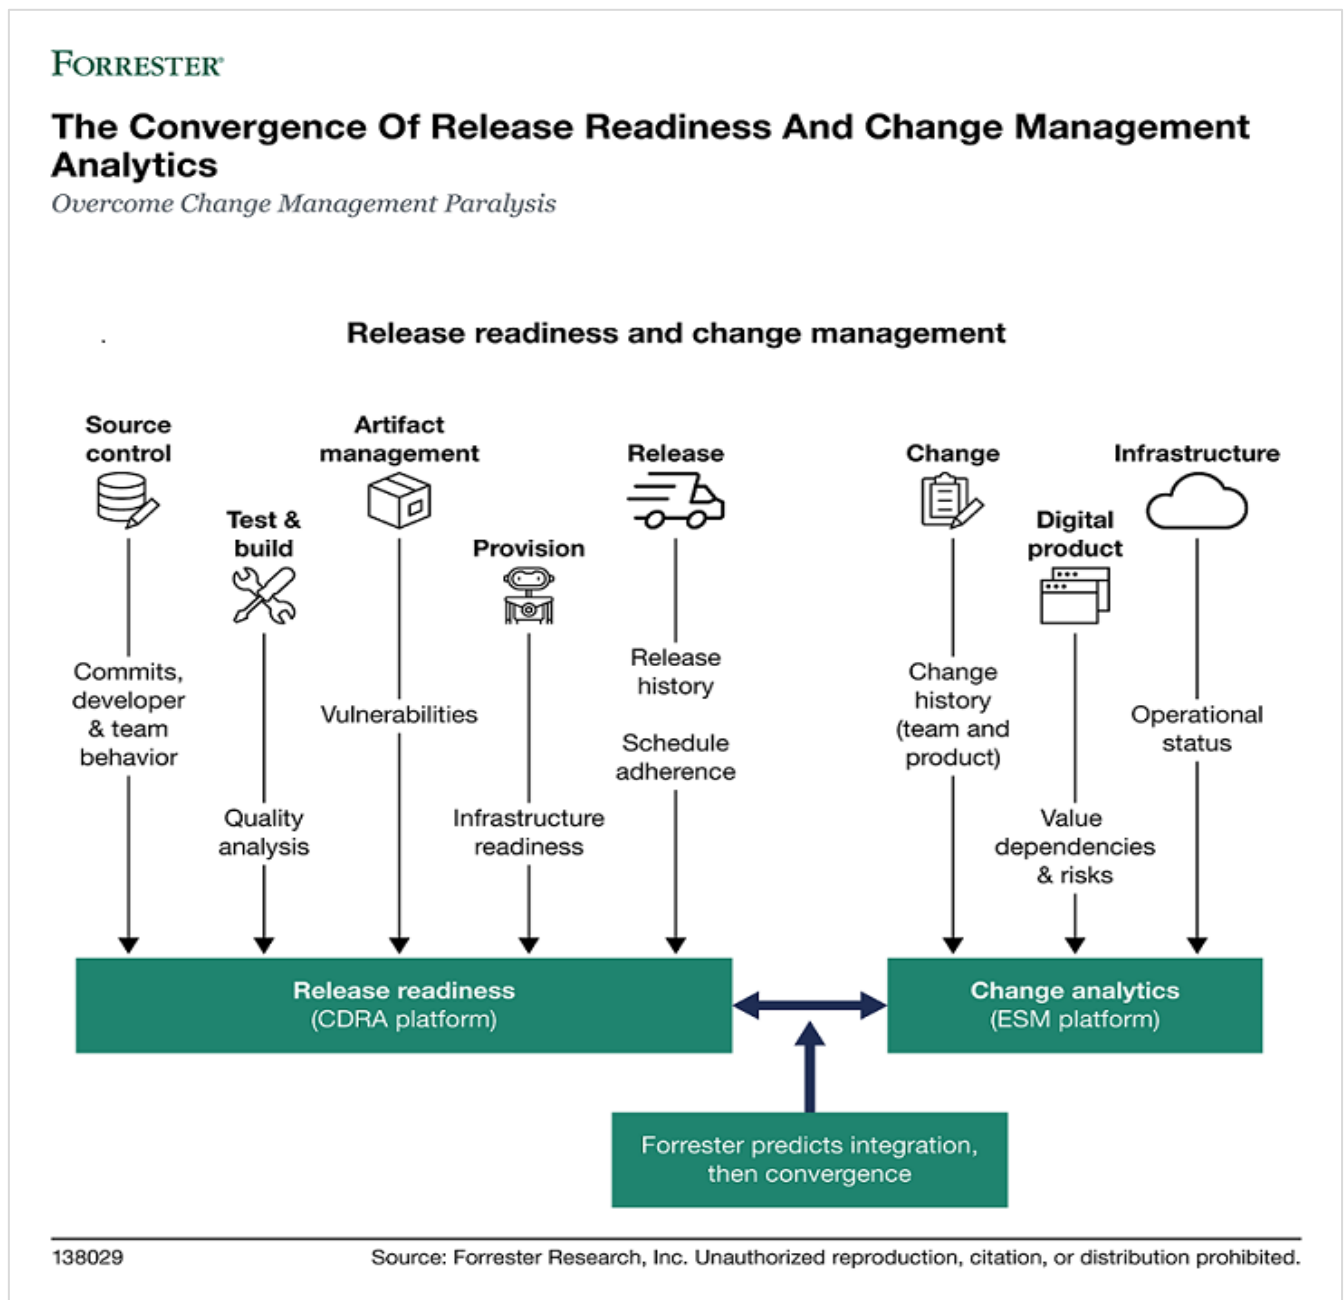 FORRESTER®
The Convergence Of Release Readiness And Change Management
Analytics
Overcome Change Management Paralysis
.
Release readiness and change management
Source
control
Test &
build
Artifact
management
Provision
Release
Change
Digital
product
Infrastructure
Commits,
developer
& team
behavior
Quality
analysis
Vulnerabilities
Infrastructure
readiness
Release
history
Schedule
adherence
Change
history
(team and
product)
Value
dependencies
& risks
Operational
status
Release readiness
(CDRA platform)
Change analytics
(ESM platform)
Forrester predicts integration,
then convergence
138029
Source: Forrester Research, Inc. Unauthorized reproduction, citation, or distribution prohibited.